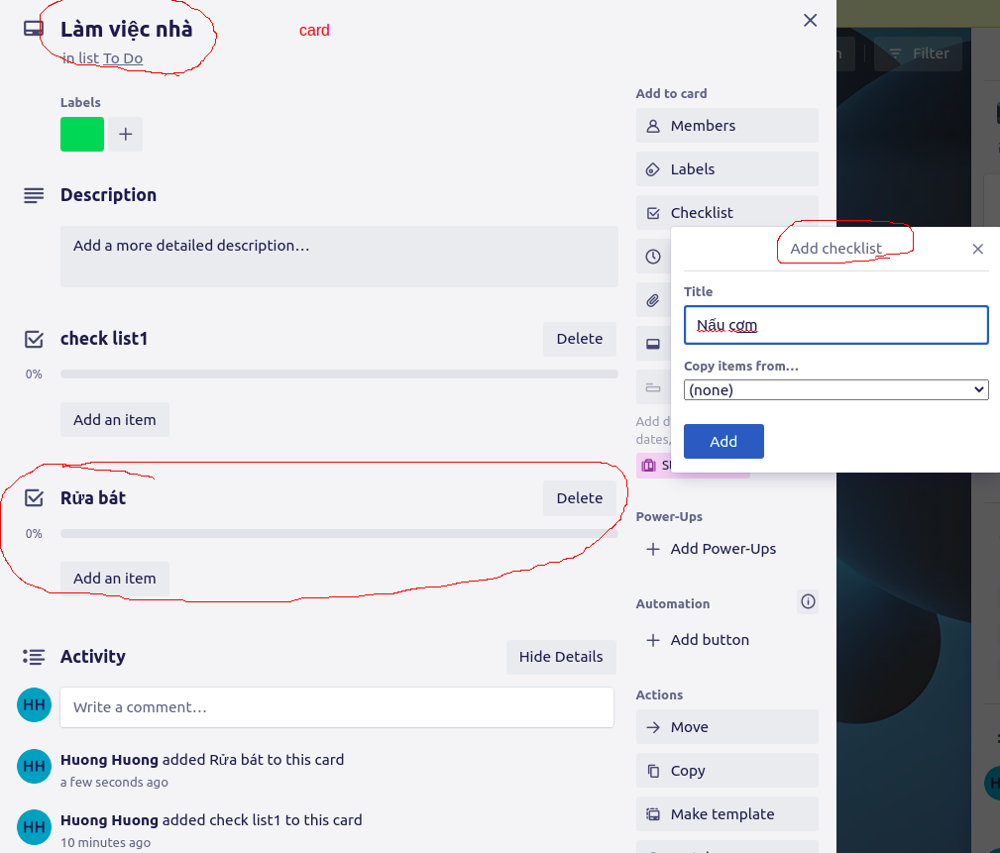 Làm việc nhà
card
in list To Do
Labels
Description
Add a more detailed description…
check list1
Delete
0%
Add an item
Rửa bát
Delete
0%
Add an item
Activity
Hide Details
HH
Write a comment…
HH
Huong Huong added Rửa bát to this card
a few seconds ago
HH
Huong Huong added check list1 to this card
10 minutes ago
Add to card
Members
Labels
Checklist
Add checklist
Title
Nấu cơm
Copy items from…
(none)
Add
dates,
Power-Ups
Add Power-Ups
Automation
Add button
Actions
Move
Copy
Make template
Filter